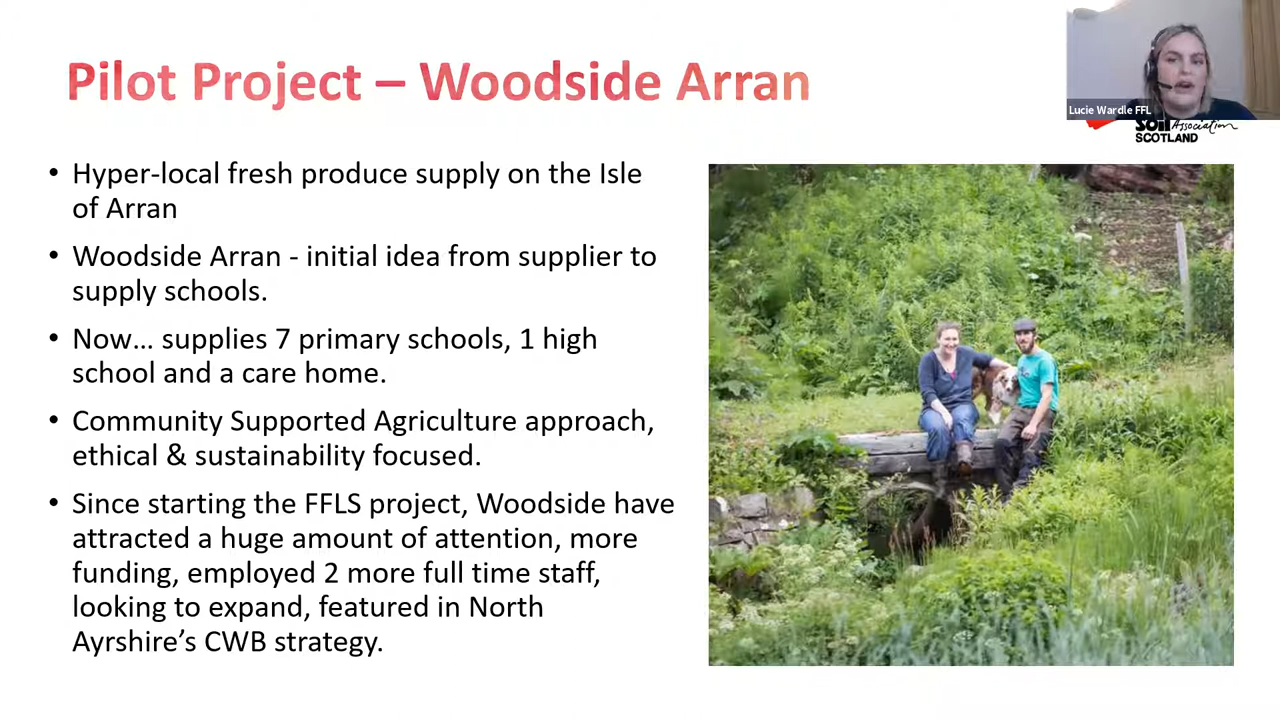 Pilot Project – Woodside Arran
Lucie Wardle FFL
Soil Association
SCOTLAND
• Hyper-local fresh produce supply on the Isle
of Arran
• Woodside Arran - initial idea from supplier to
supply schools.
• Now… supplies 7 primary schools, 1 high
school and a care home.
• Community Supported Agriculture approach,
ethical & sustainability focused.
• Since starting the FFLS project, Woodside have
attracted a huge amount of attention, more
funding, employed 2 more full time staff,
looking to expand, featured in North
Ayrshire’s CWB strategy.